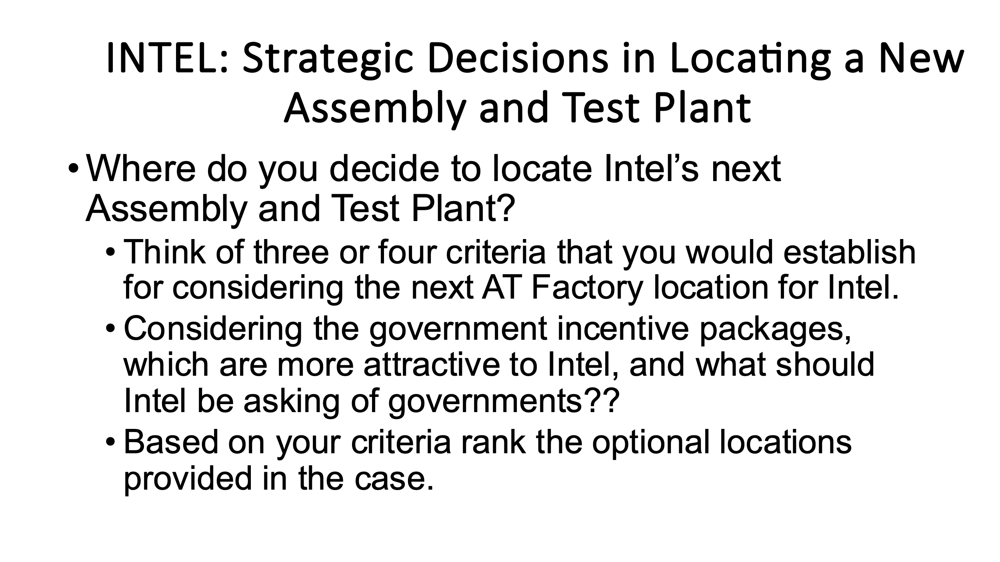 INTEL: Strategic Decisions in Locating a New
Assembly and Test Plant
• Where do you decide to locate Intel’s next
Assembly and Test Plant?
• Think of three or four criteria that you would establish
for considering the next AT Factory location for Intel.
• Considering the government incentive packages,
which are more attractive to Intel, and what should
Intel be asking of governments??
• Based on your criteria rank the optional locations
provided in the case.